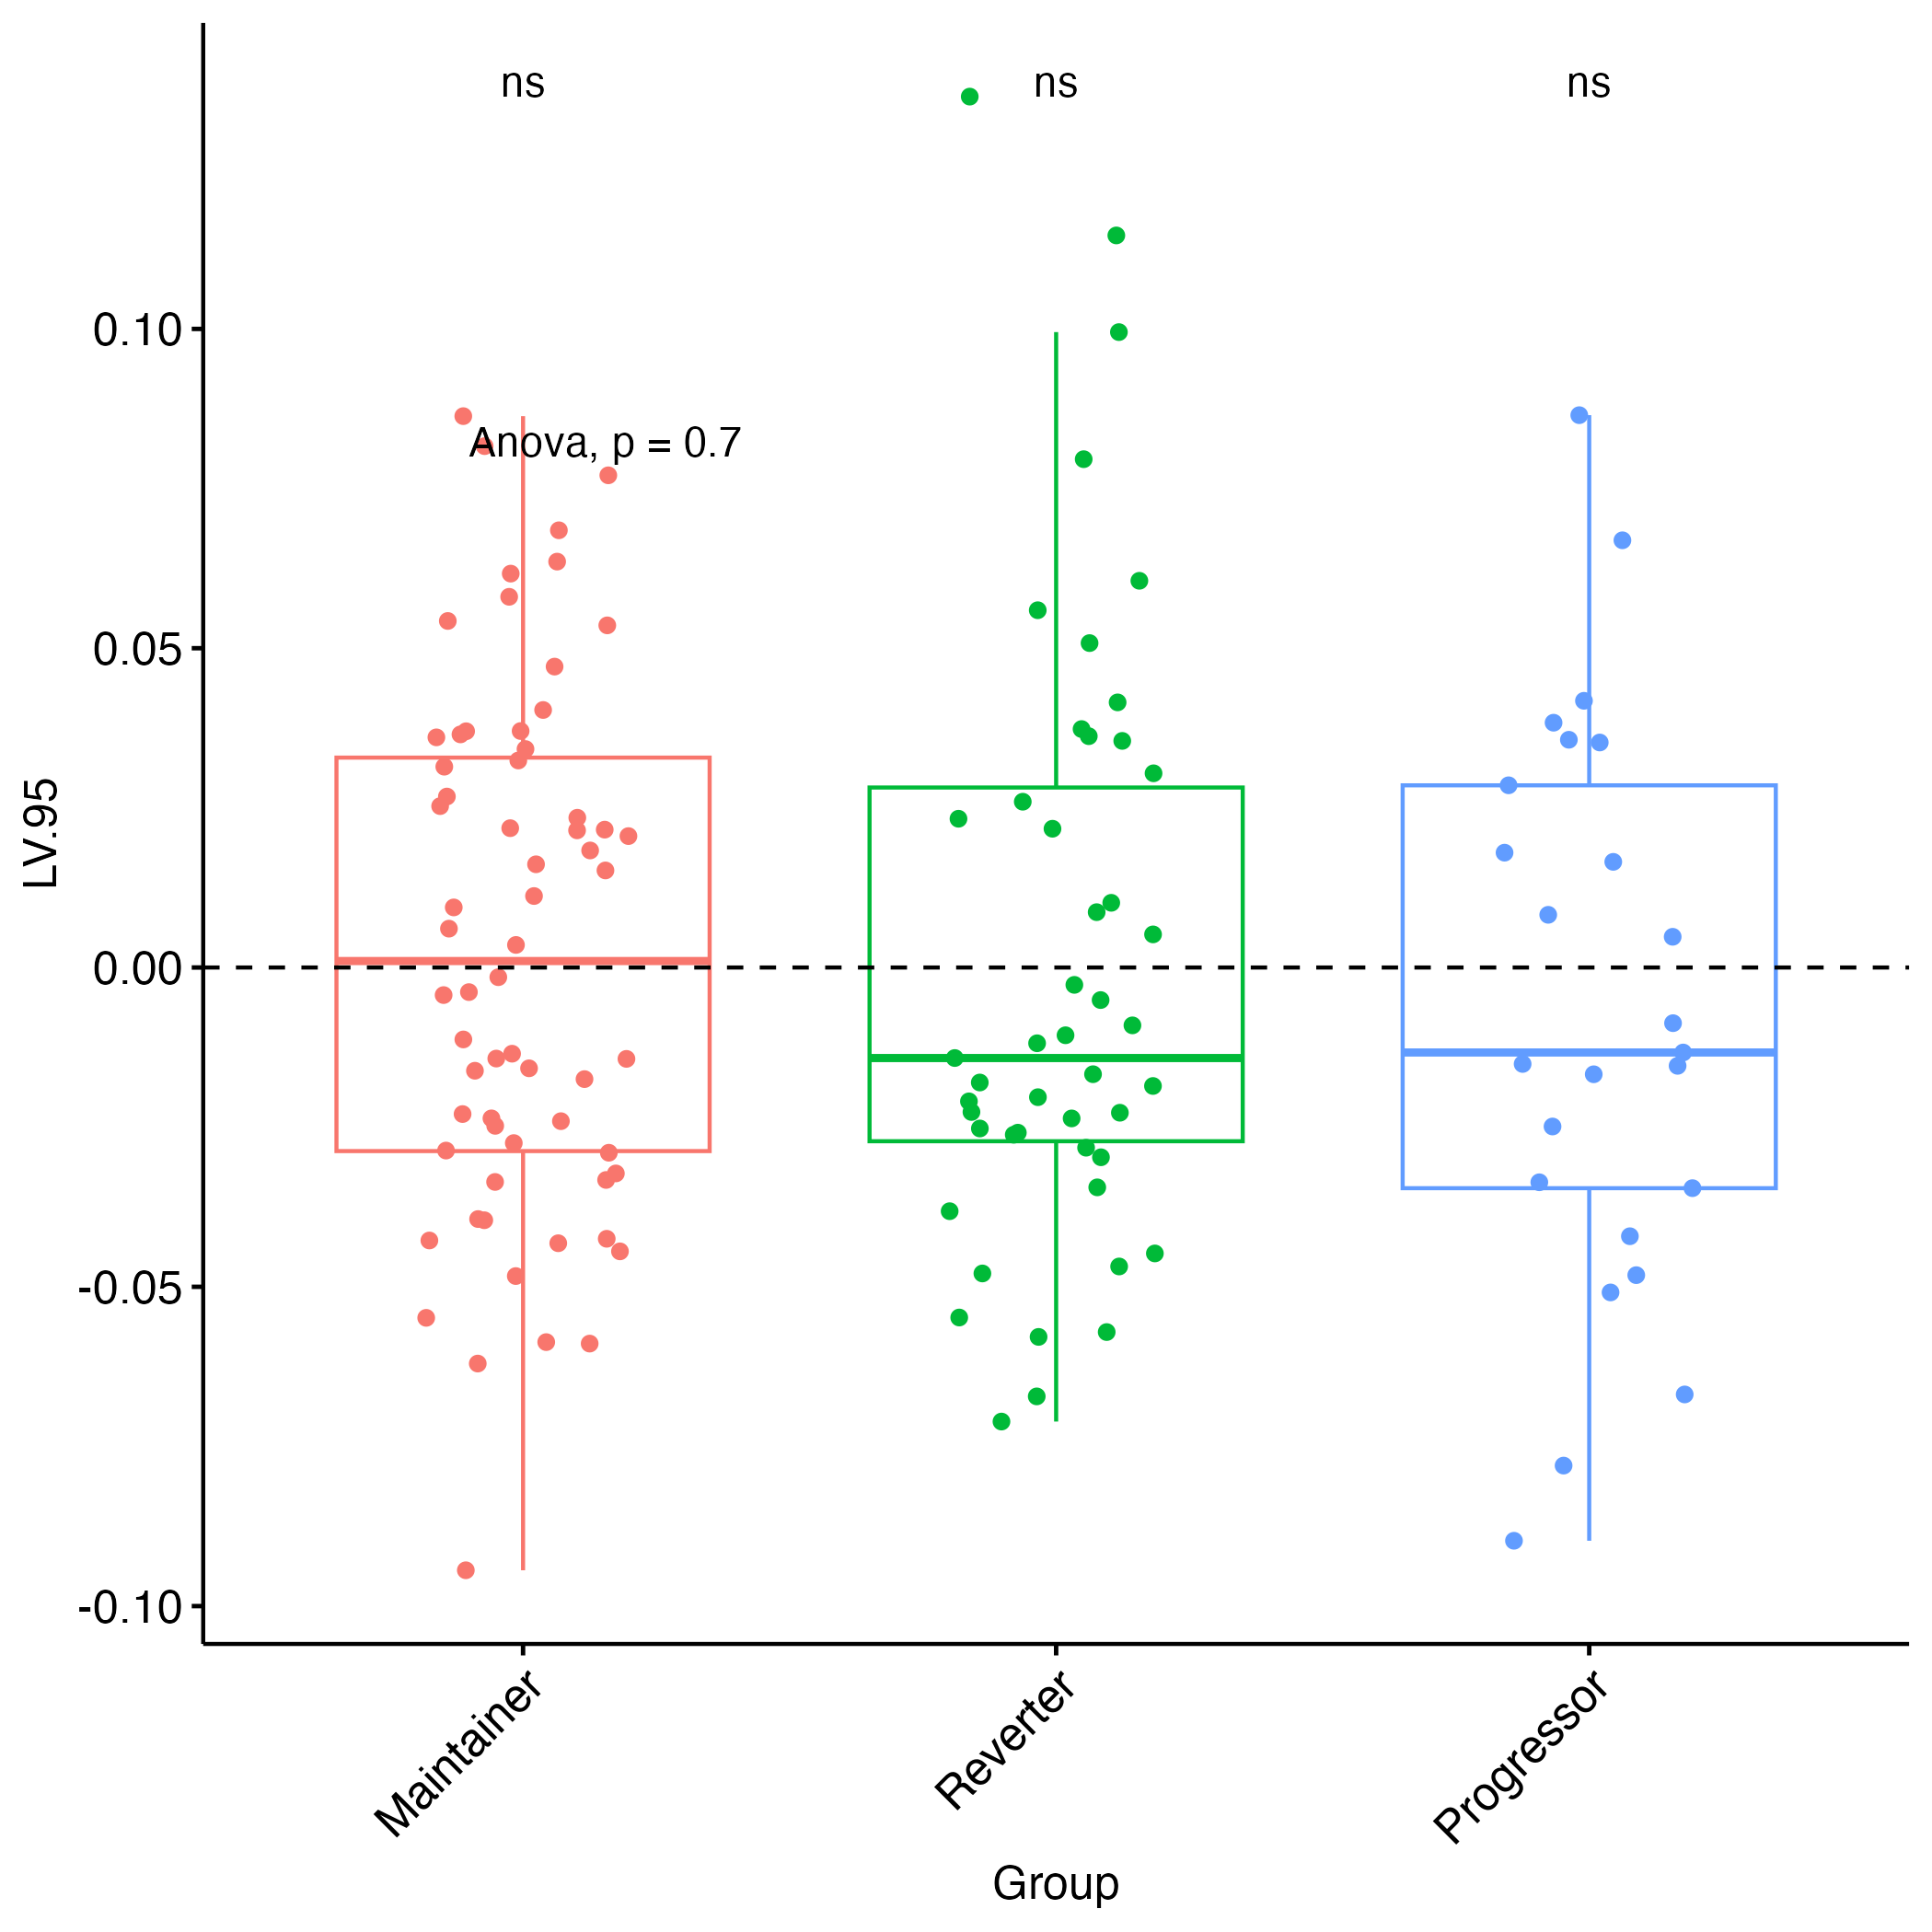 ns ns ns
Anova, p = 0.7
LV.95
0.10
0.05
0.00
-0.05
-0.10
Maintainer Reverter Progressor
Group